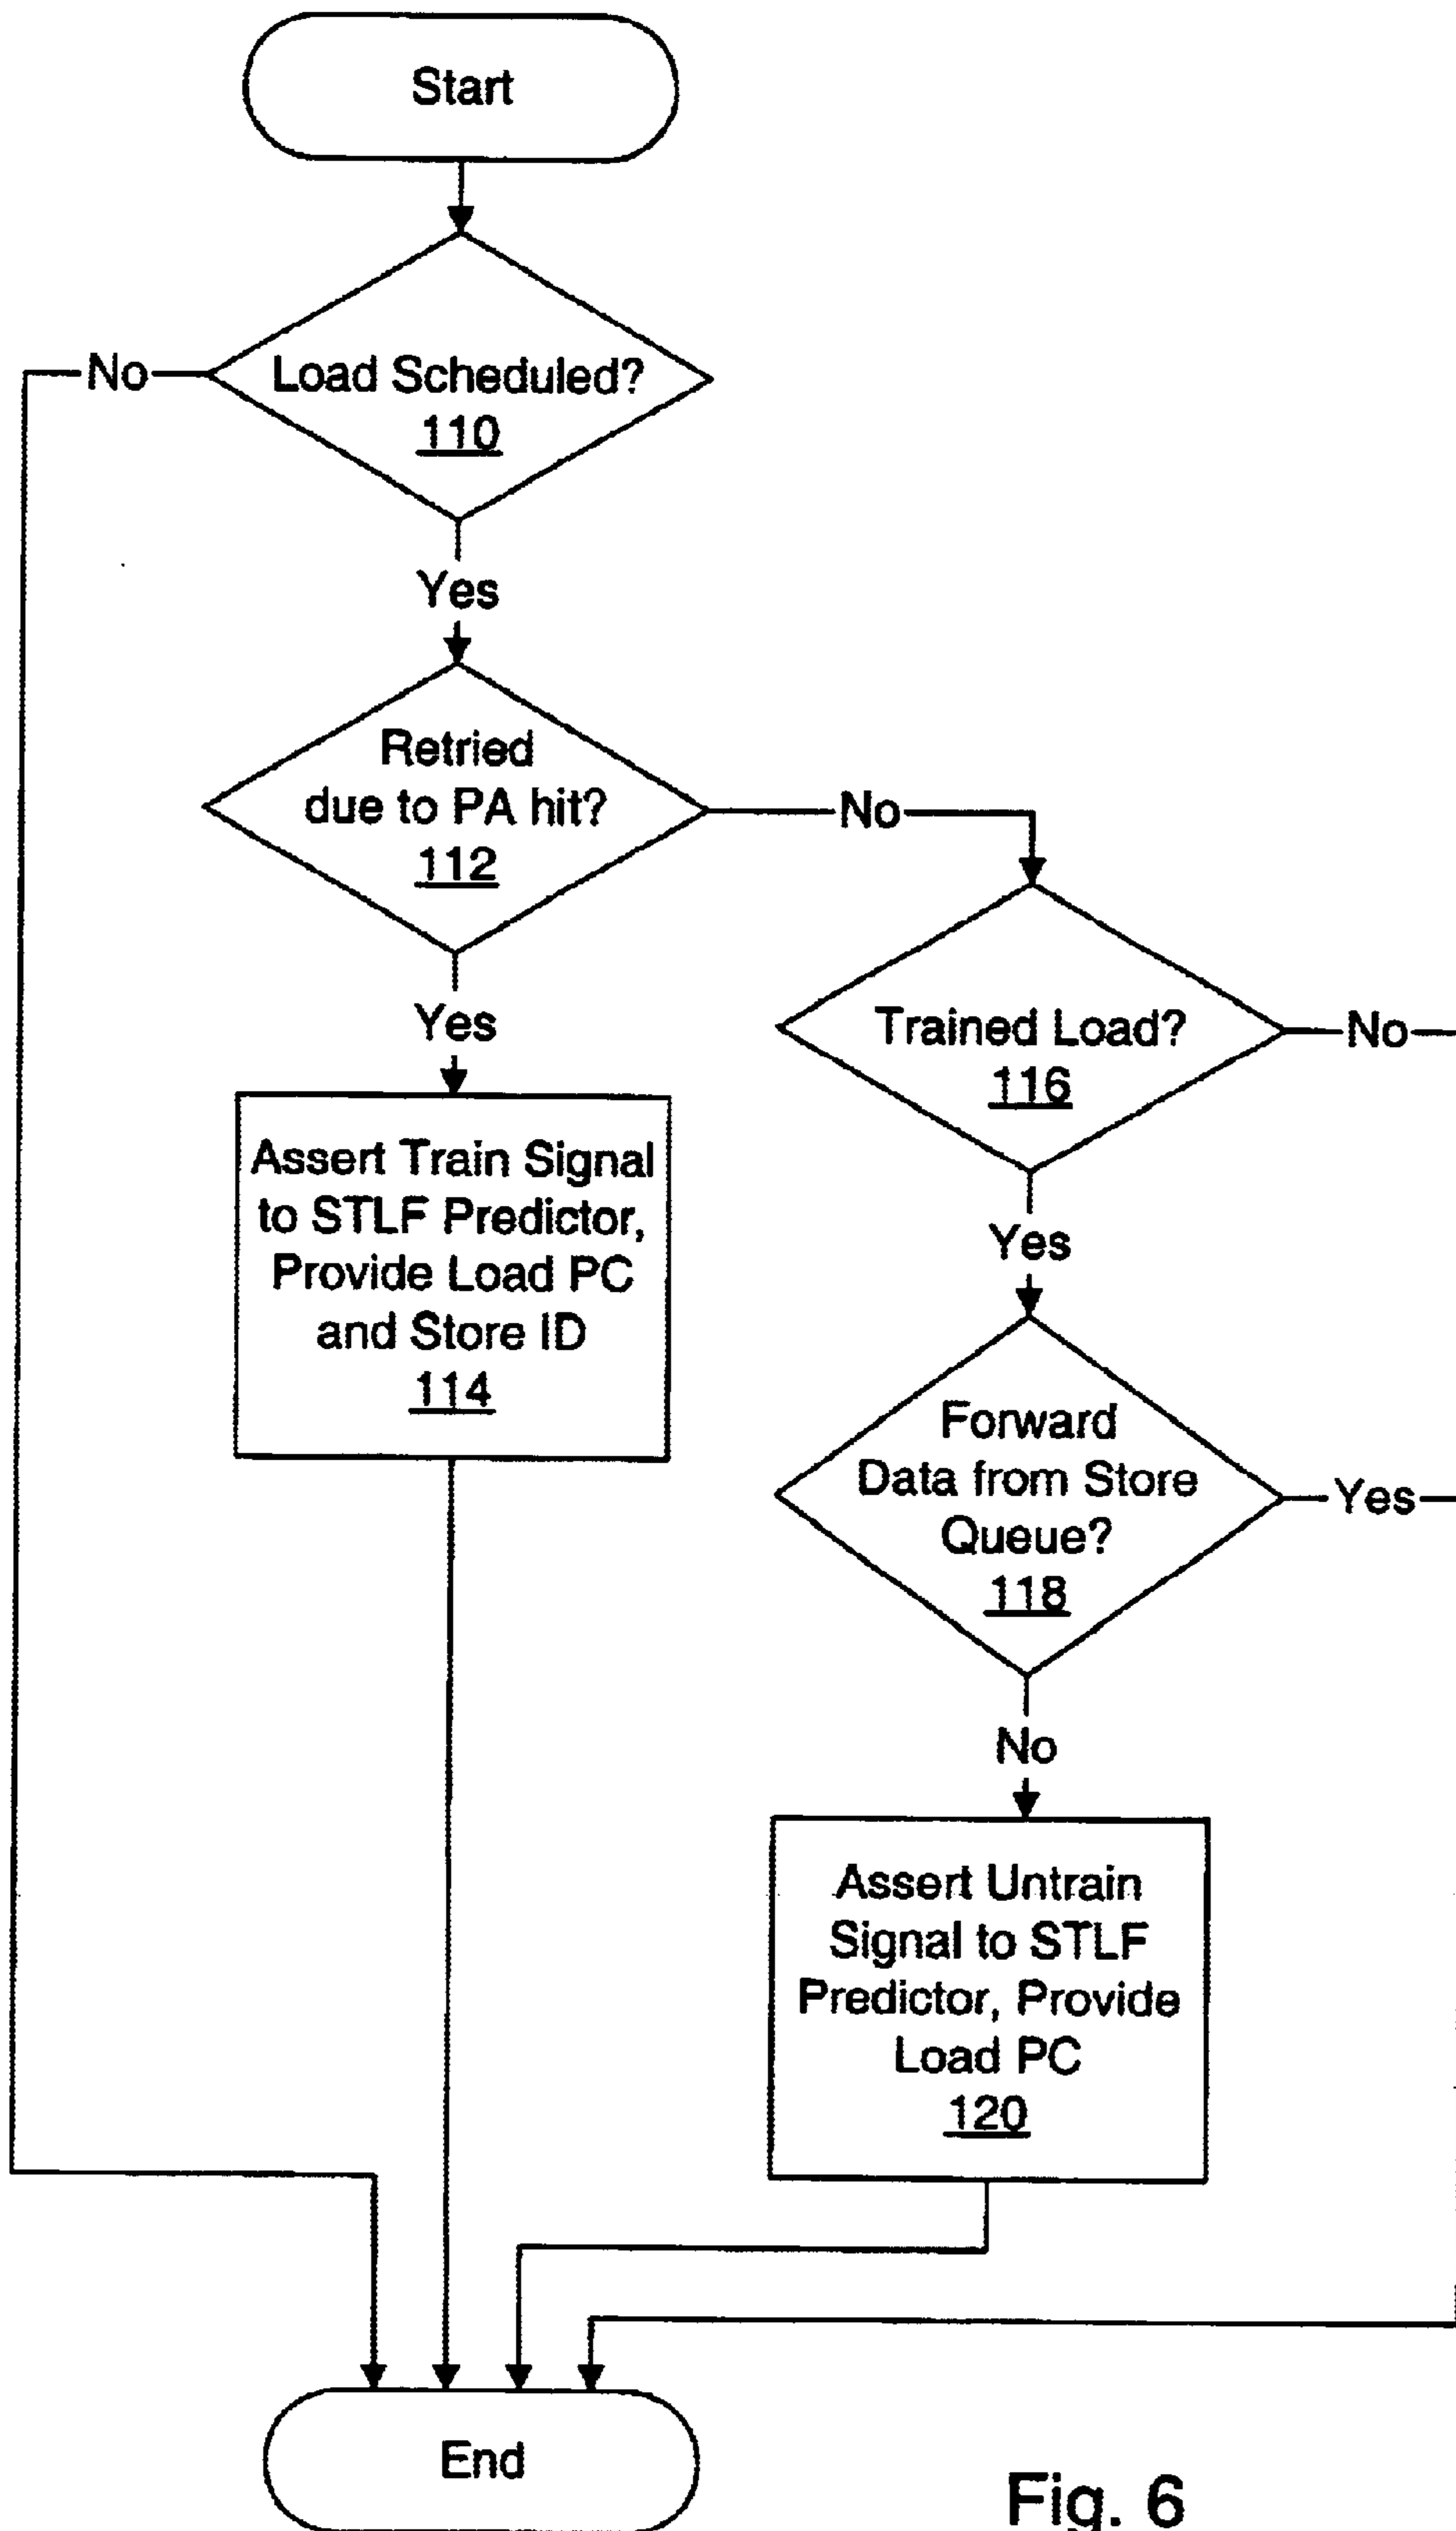 Start
No
Load Scheduled?
110
Yes
Retried
due to PA hit?
112
No
Yes
Trained Load?
116
No
Assert Train Signal
to STLF Predictor,
Provide Load PC
and Store ID
114
Yes
Forward
Data from Store
Queue?
118
Yes
No
Assert Untrain
Signal to STLF
Predictor, Provide
Load PC
120
End
Fig. 6